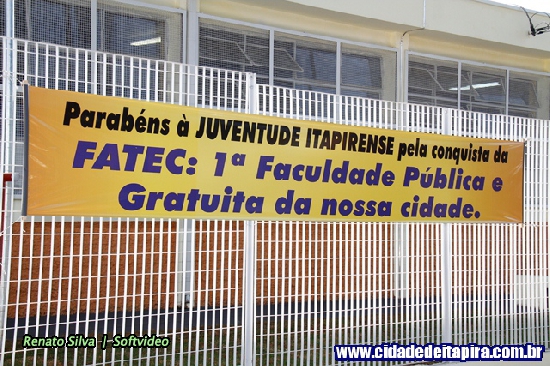 Parabéns à JUVENTUDE ITAPIRENSE pela conquista da
FATEC: 1ª Faculdade Pública e
Gratuita da nossa cidade.
Renato Silva | Softvideo
www.cidadedeitapira.com.br